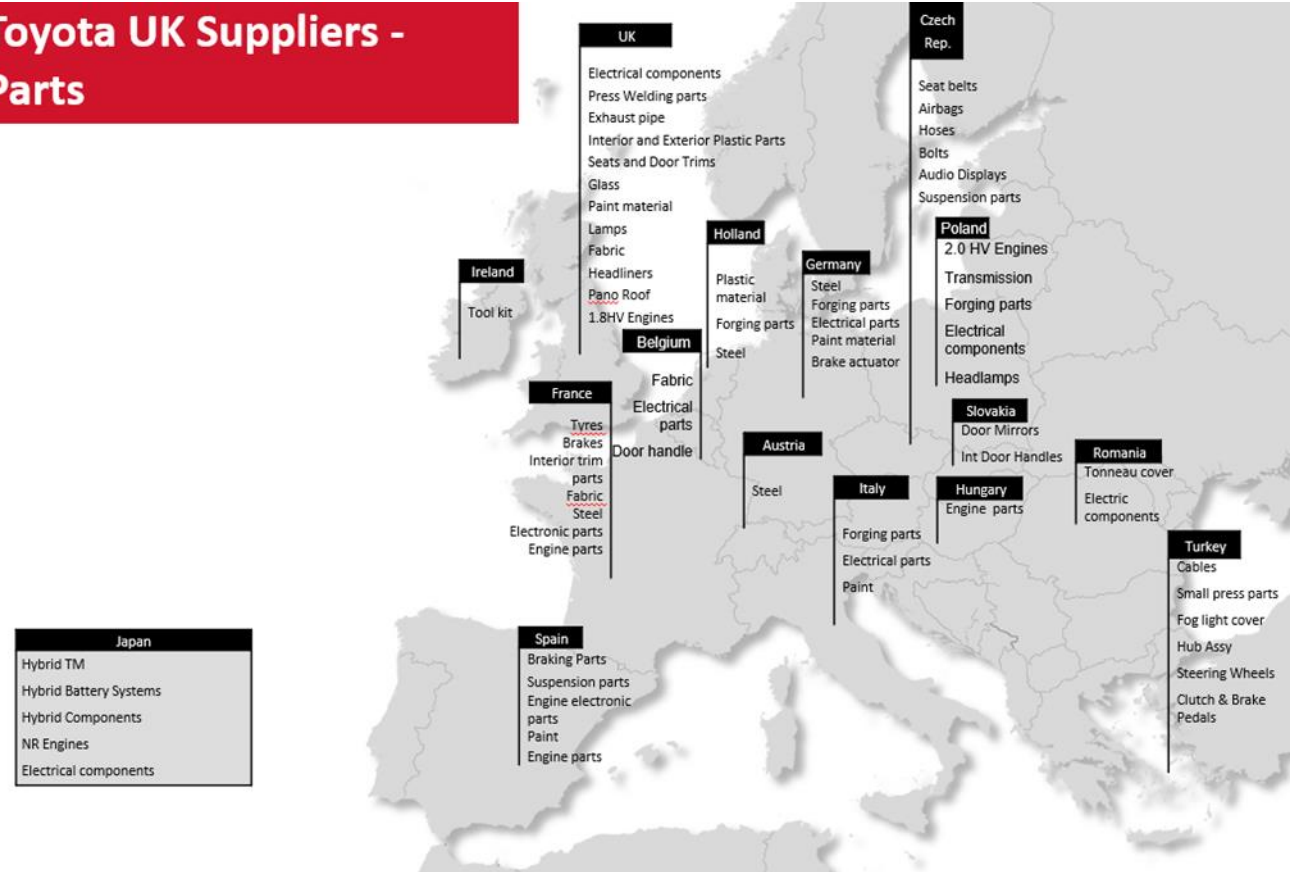 Toyota UK Suppliers -
Parts
UK
Electrical components
Press Welding parts
Exhaust pipe
Interior and Exterior Plastic Parts
Seats and Door Trims
Glass
Paint material
Lamps
Fabric
Headliners
Pano Roof
1.8HV Engines
Czech
Rep.
Seat belts
Airbags
Hoses
Bolts
Audio Displays
Suspension parts
Ireland
Tool kit
Holland
Plastic
material
Forging parts
Steel
Germany
Steel
Forging parts
Electrical parts
Paint material
Brake actuator
Poland
2.0 HV Engines
Transmission
Forging parts
Electrical
components
Headlamps
Belgium
Fabric
Electrical
parts
Door handle
France
Tyres
Brakes
Interior trim
parts
Fabric
Steel
Electronic parts
Engine parts
Austria
Steel
Slovakia
Door Mirrors
Int Door Handles
Romania
Tonneau cover
Electric
components
Italy
Forging parts
Electrical parts
Paint
Hungary
Engine parts
Turkey
Cables
Small press parts
Fog light cover
Hub Assy
Steering Wheels
Clutch & Brake
Pedals
Spain
Braking Parts
Suspension parts
Engine electronic
parts
Paint
Engine parts
Japan
Hybrid TM
Hybrid Battery Systems
Hybrid Components
NR Engines
Electrical components